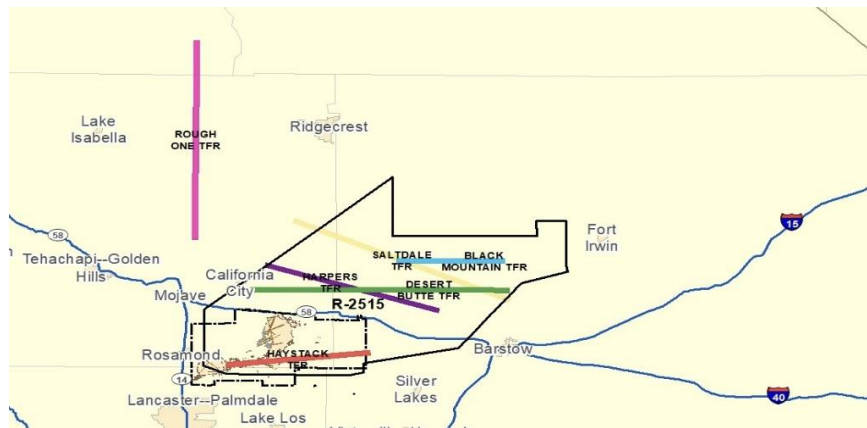 Lake
Isabella
ROUGH
ONE TFR
Ridgecrest
15
58
Tehachapi--Golden
Hills
Fort
Irwin
SALTDALE
TFR
BLACK
MOUNTAIN TFR
California
City
HARPERS
TFR
DESERT
BUTTE TFR
Mojave
R-2515
58
Rosamond
HAYSTACK
TFR
Barstow
14
Silver
Lakes
40
Lancaster--Palmdale
Lake Los